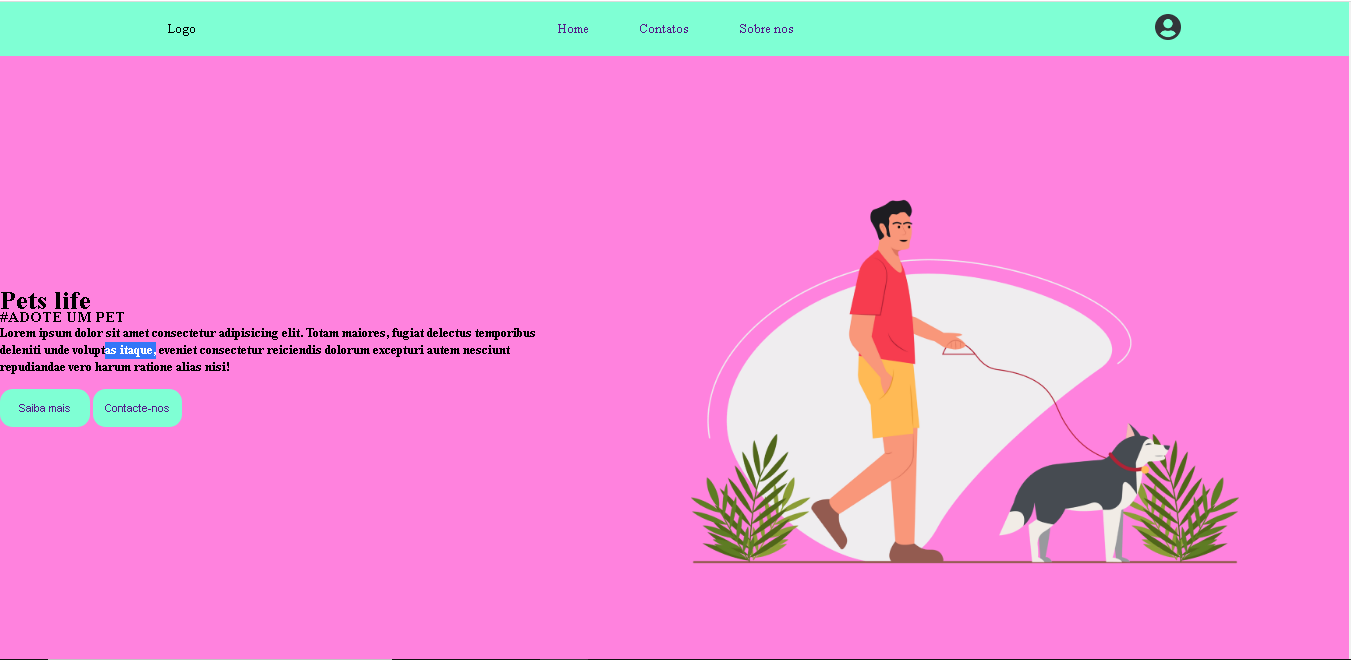 Logo
Home
Contatos
Sobre nos
Pets life
#ADOTE UM PET
Lorem ipsum dolor sit amet consectetur adipisicing elit. Totam maiores, fugiat delectus temporibus
deleniti unde voluptas itaque, eveniet consectetur reiciendis dolorum excepturi autem nesciunt
repudiandae vero harum ratione alias nisi!
Saiba mais
Contacte-nos